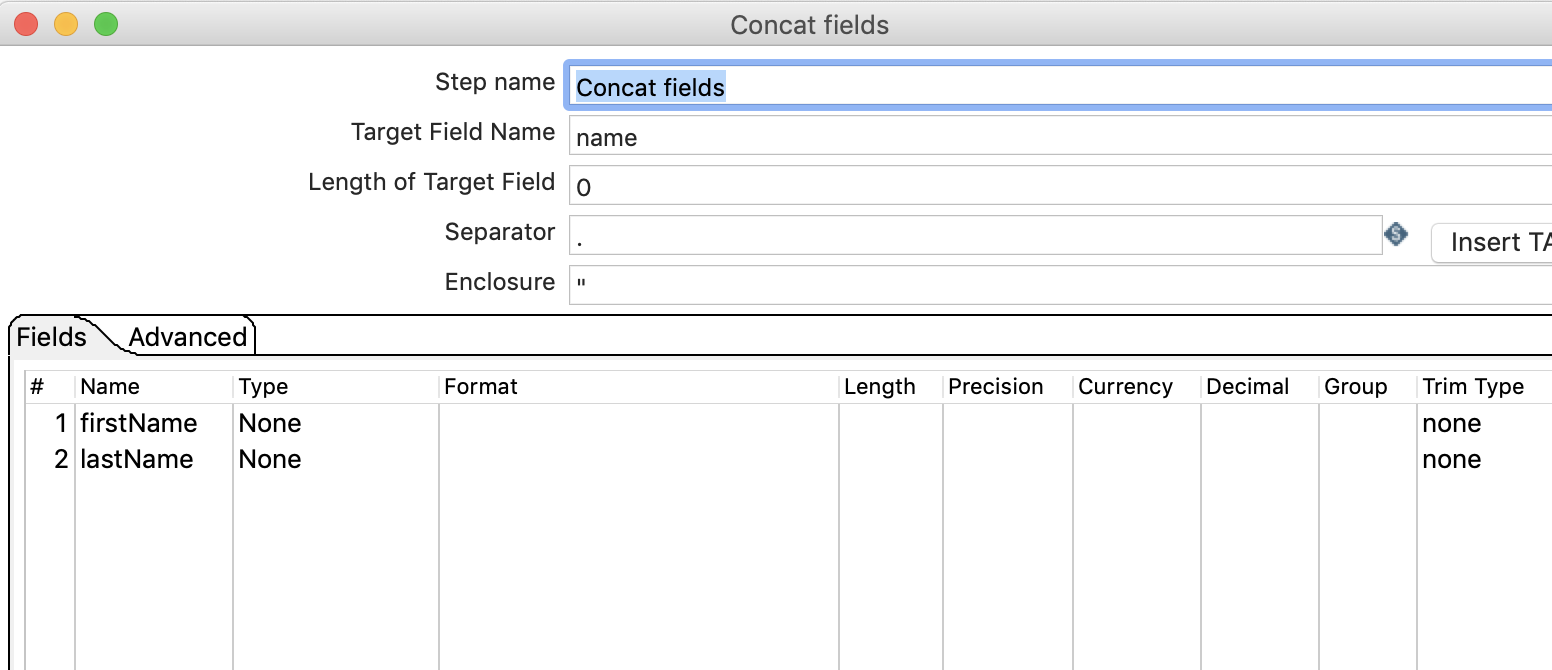 Concat fields
Step name Concat fields
Target Field Name name
Length of Target Field 0
Separator . S Insert TA
Enclosure "
Fields Advanced
# Name Type Format Length Precision Currency Decimal Group Trim Type
1 firstName None none
2 lastName None none